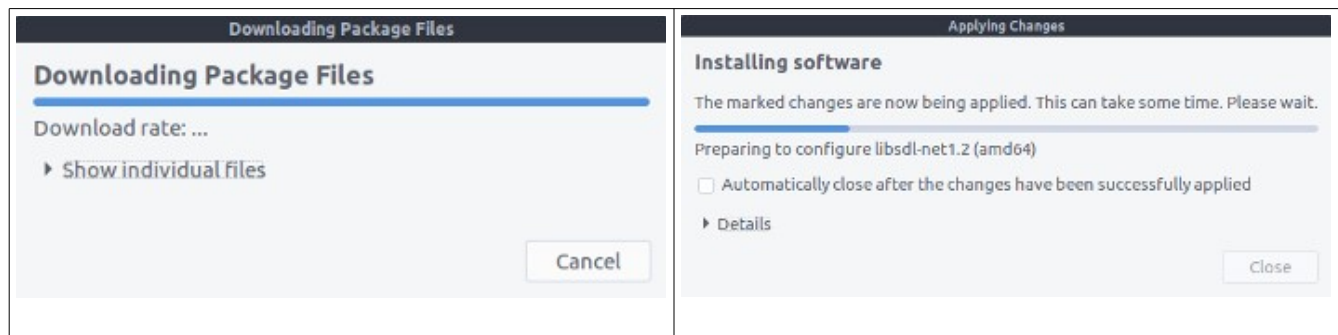 Downloading Package Files
Downloading Package Files
Download rate: ...
Show individual files
Cancel
Applying Changes
Installing software
The marked changes are now being applied. This can take some time. Please wait.
Preparing to configure libsdl-net1.2 (amd64)
Automatically close after the changes have been successfully applied
Details
Close